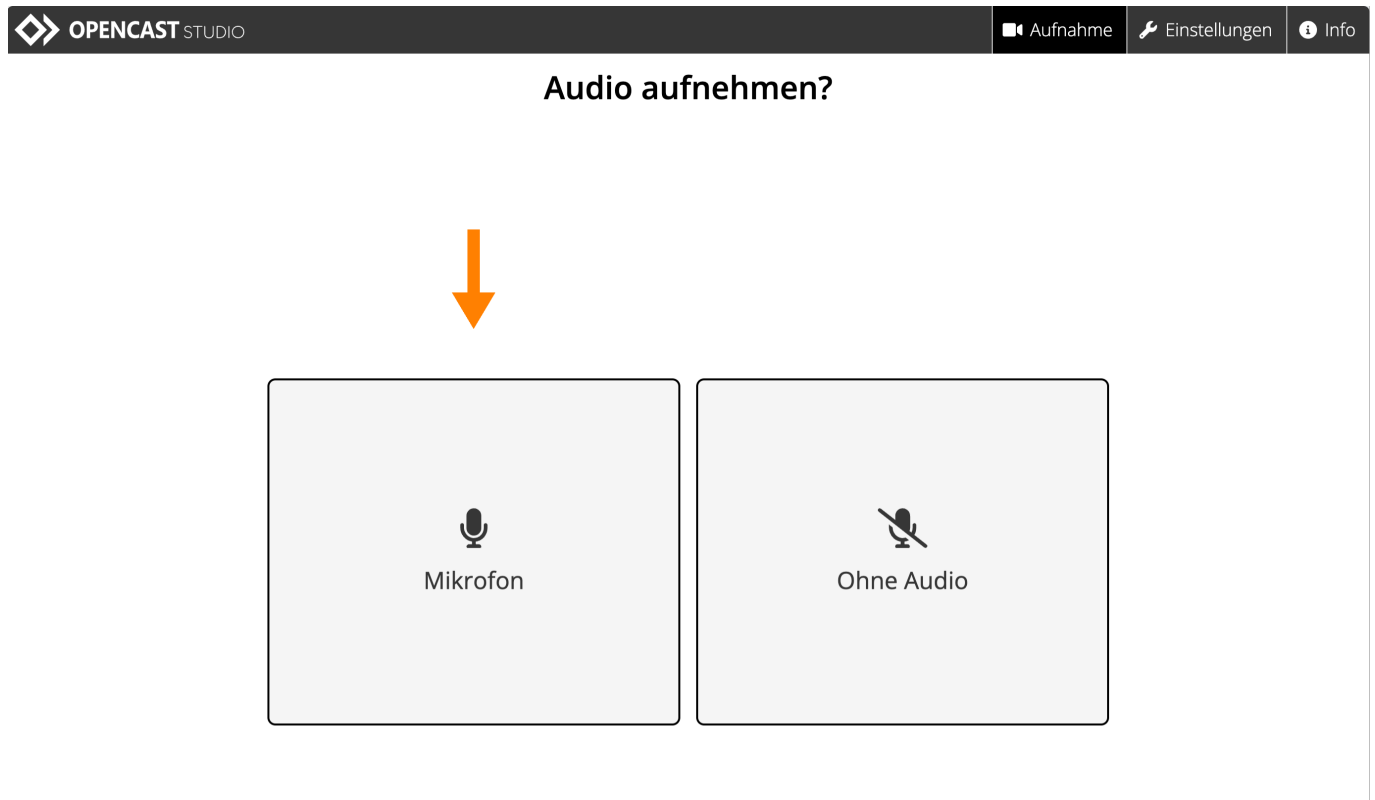 OPENCAST STUDIO
Aufnahme
Einstellungen
Info
Audio aufnehmen?
Mikrofon
Ohne Audio